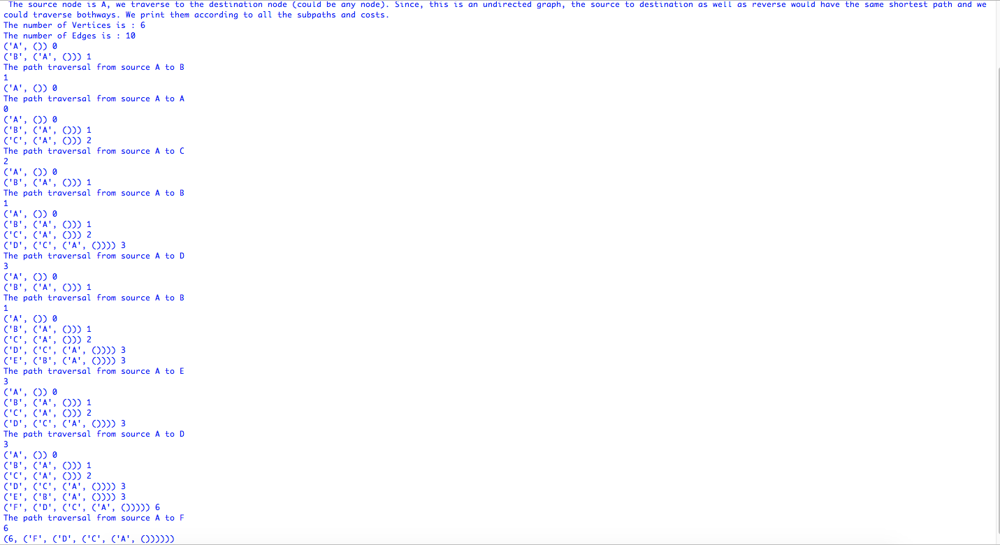 The source node is A, we traverse to the destination node (could be any node). Since, this is an undirected graph, the source to destination as well as reverse would have the same shortest path and we
could traverse bothways. We print them according to all the subpaths and costs.
The number of Vertices is : 6
The number of Edges is : 10
('A', ()) 0
('B', ('A', ())) 1
The path traversal from source A to B
1
('A', ()) 0
The path traversal from source A to A
0
('A', ()) 0
('B', ('A', ())) 1
('C', ('A', ())) 2
The path traversal from source A to C
2
('A', ()) 0
('B', ('A', ())) 1
The path traversal from source A to B
1
('A', ()) 0
('B', ('A', ())) 1
('C', ('A', ())) 2
('D', ('C', ('A', ()))) 3
The path traversal from source A to D
3
('A', ()) 0
('B', ('A', ())) 1
The path traversal from source A to B
1
('A', ()) 0
('B', ('A', ())) 1
('C', ('A', ())) 2
('D', ('C', ('A', ()))) 3
('E', ('B', ('A', ()))) 3
The path traversal from source A to E
3
('A', ()) 0
('B', ('A', ())) 1
('C', ('A', ())) 2
('D', ('C', ('A', ()))) 3
The path traversal from source A to D
3
('A', ()) 0
('B', ('A', ())) 1
('C', ('A', ())) 2
('D', ('C', ('A', ()))) 3
('E', ('B', ('A', ()))) 3
('F', ('D', ('C', ('A', ())))) 6
The path traversal from source A to F
6
(6, ('F', ('D', ('C', ('A', ())))))